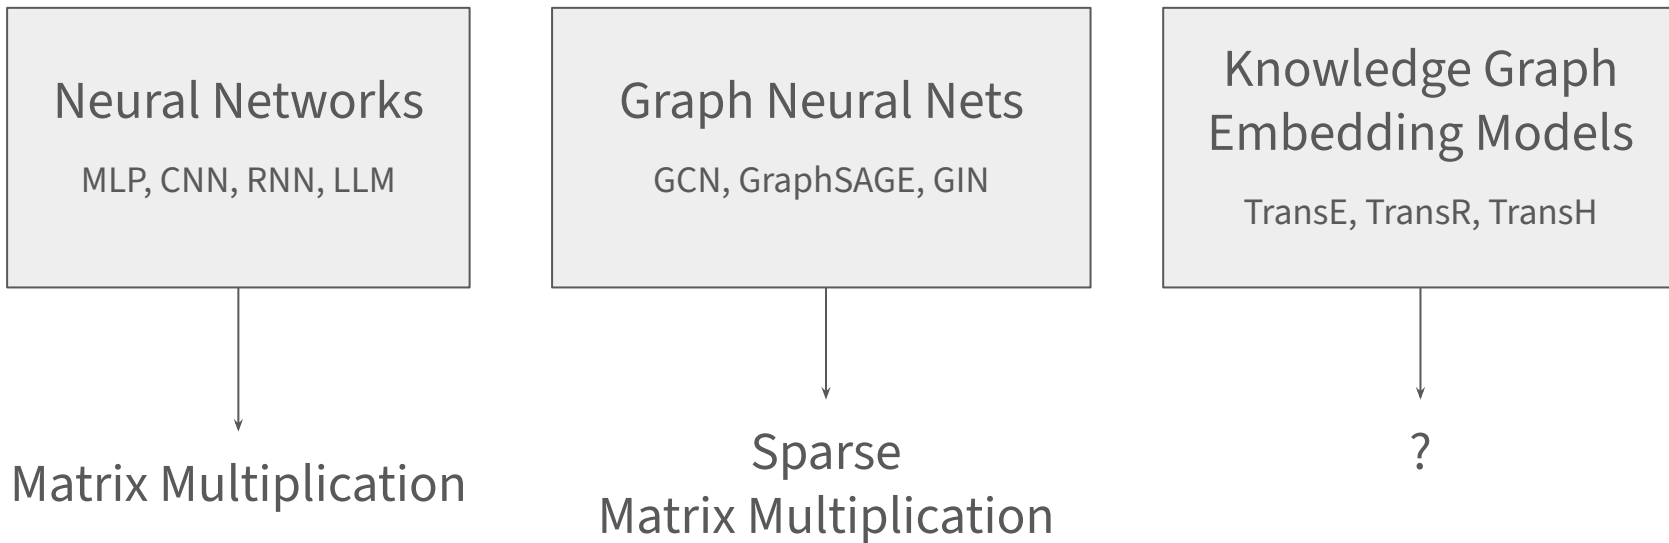 Neural Networks
MLP, CNN, RNN, LLM
Matrix Multiplication
Graph Neural Nets
GCN, GraphSAGE, GIN
Sparse
Matrix Multiplication
Knowledge Graph
Embedding Models
TransE, TransR, TransH
?